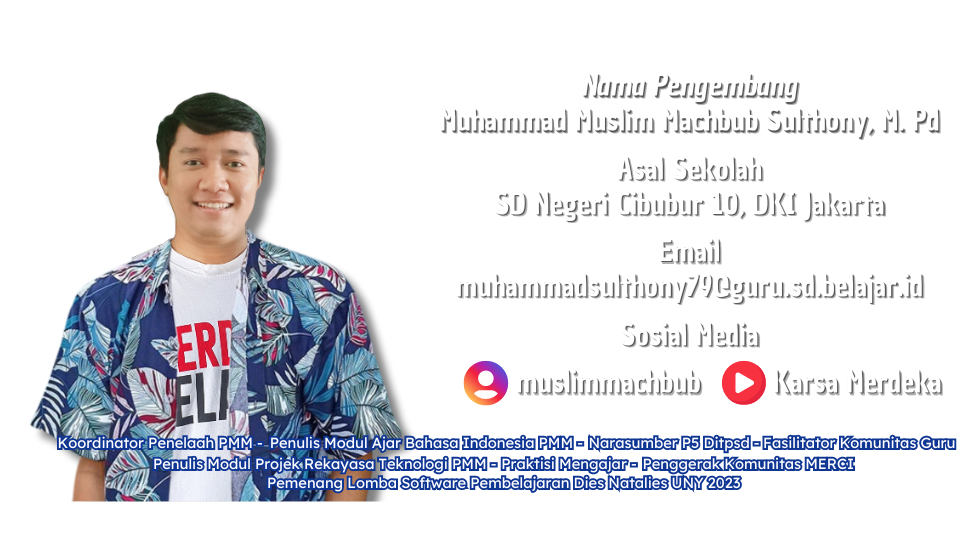 Nama Pengembang
Muhammad Muslim Machbub Sulthony, M. Pd
Asal Sekolah
SD Negeri Cibubur 10, DKI Jakarta
Email
muhammadsulthony79@guru.sd.belajar.id
Sosial Media
muslimmachbub
Karsa Merdeka
ERD
ELA
Koordinator Penelaah PMM - Penulis Modul Ajar Bahasa Indonesia PMM - Narasumber P5 Ditpsd - Fasilitator Komunitas Guru
Penulis Modul Projek Rekayasa Teknologi PMM - Praktisi Mengajar - Penggerak Komunitas MERCI
Pemenang Lomba Software Pembelajaran Dies Natalies UNY 2023